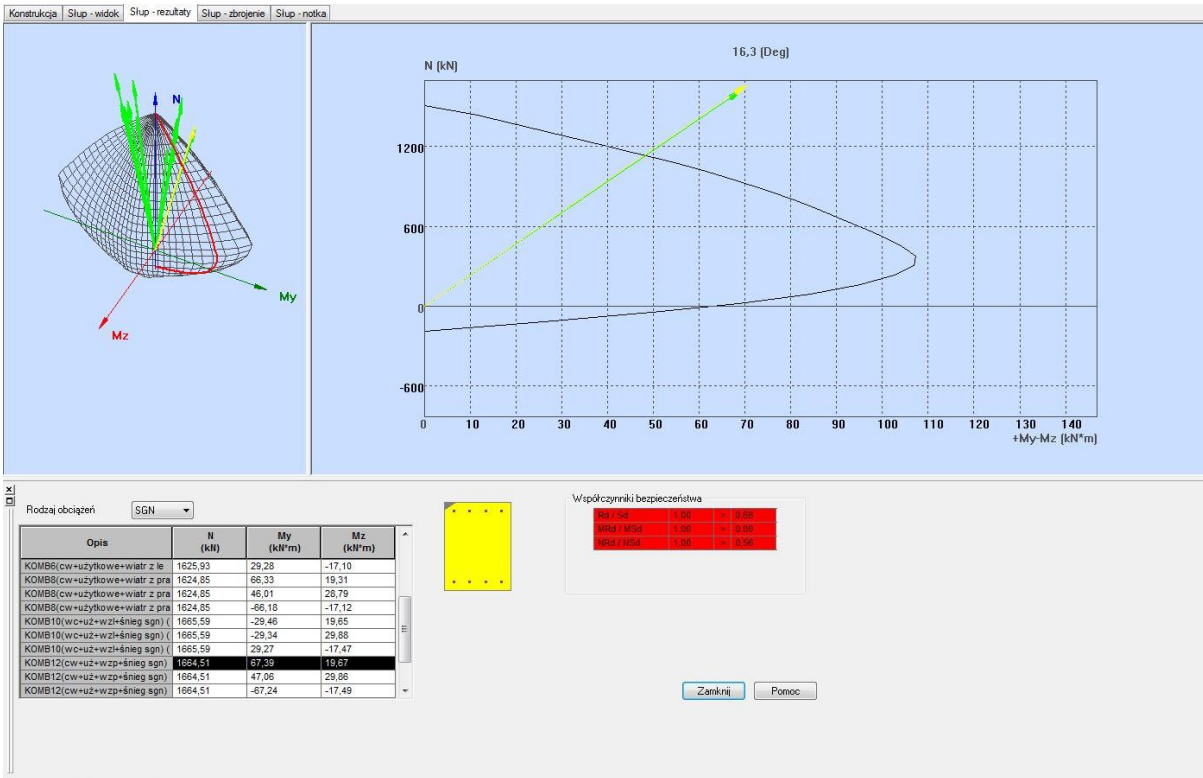 Konstrukcja Słup - widok Słup - rezultaty Słup - zbrojenie Słup - notka
N
My
Mz
16,3 (Deg)
N (kN)
1200
600
0
-600
0 10 20 30 40 50 60 70 80 90 100 110 120 130 140
+My-Mz (kN*m)
Rodzaj obciążeń SGN
Opis N (kN) My (kN*m) Mz (kN*m)
KOMB6(cw+użytkowe+wiatr z le 1625,93 29,28 -17,10
KOMB8(cw+użytkowe+wiatr z pra 1624,85 66,33 19,31
KOMB8(cw+użytkowe+wiatr z pra 1624,85 46,01 28,79
KOMB8(cw+użytkowe+wiatr z pra 1624,85 -66,18 -17,12
KOMB10(wc+uż+wzl+śnieg sgn) ( 1665,59 -29,46 19,65
KOMB10(wc+uż+wzl+śnieg sgn) ( 1665,59 -29,34 29,88
KOMB10(wc+uż+wzl+śnieg sgn) ( 1665,59 29,27 -17,47
KOMB12(cw+uż+wzp+śnieg sgn) 1664,51 67,39 19,67
KOMB12(cw+uż+wzp+śnieg sgn) 1664,51 47,06 29,86
KOMB12(cw+uż+wzp+śnieg sgn) 1664,51 -67,24 -17,49
Współczynniki bezpieczeństwa
Rd / Sd 1,00 > 0,68
MRd / MSd 1,00 > 0,00
NRd / NSd 1,00 > 0,56
Zamknij Pomoc